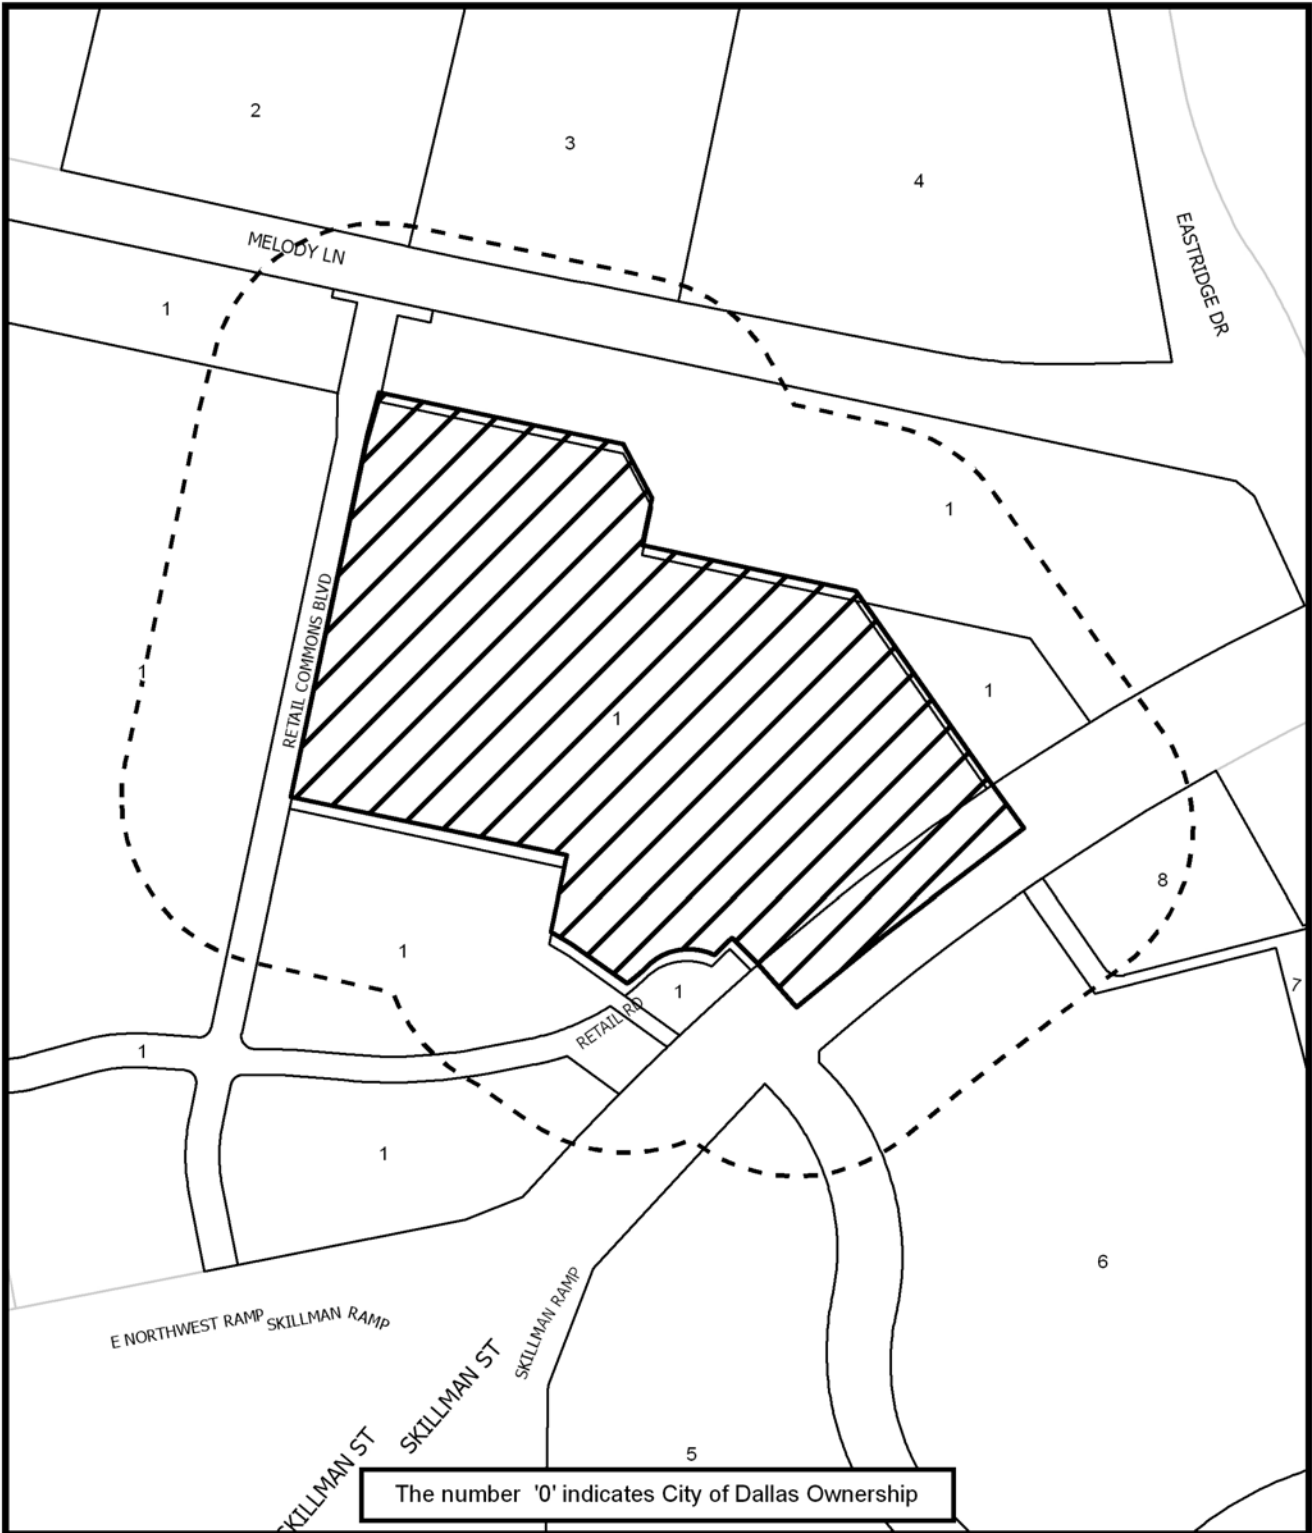 2
3
4
EASTRIDGE DR
MELODY LN
1
1
1
RETAIL COMMONS BLVD
1
1
8
1
7
1
RETAIL RD
1
1
6
E NORTHWEST RAMP
SKILLMAN RAMP
SKILLMAN RAMP
SKILLMAN ST
SKILLMAN ST
5
The number '0' indicates City of Dallas Ownership